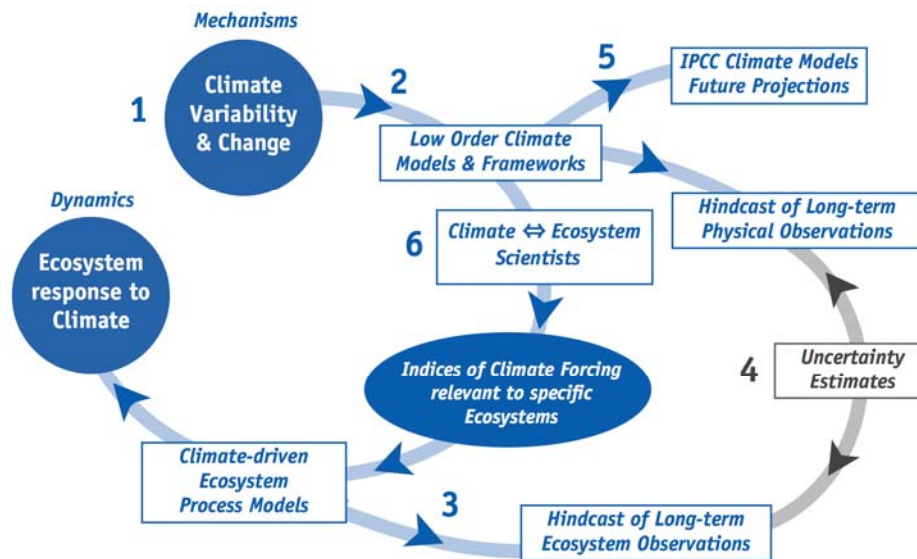 Mechanisms
1
Climate
Variability
& Change
2
5
IPCC Climate Models
Future Projections
Low Order Climate
Models & Frameworks
Hindcast of Long-term
Physical Observations
6
Climate ⇔ Ecosystem
Scientists
Dynamics
Ecosystem
response to
Climate
Indices of Climate Forcing
relevant to specific
Ecosystems
4
Uncertainty
Estimates
Climate-driven
Ecosystem
Process Models
3
Hindcast of Long-term
Ecosystem Observations